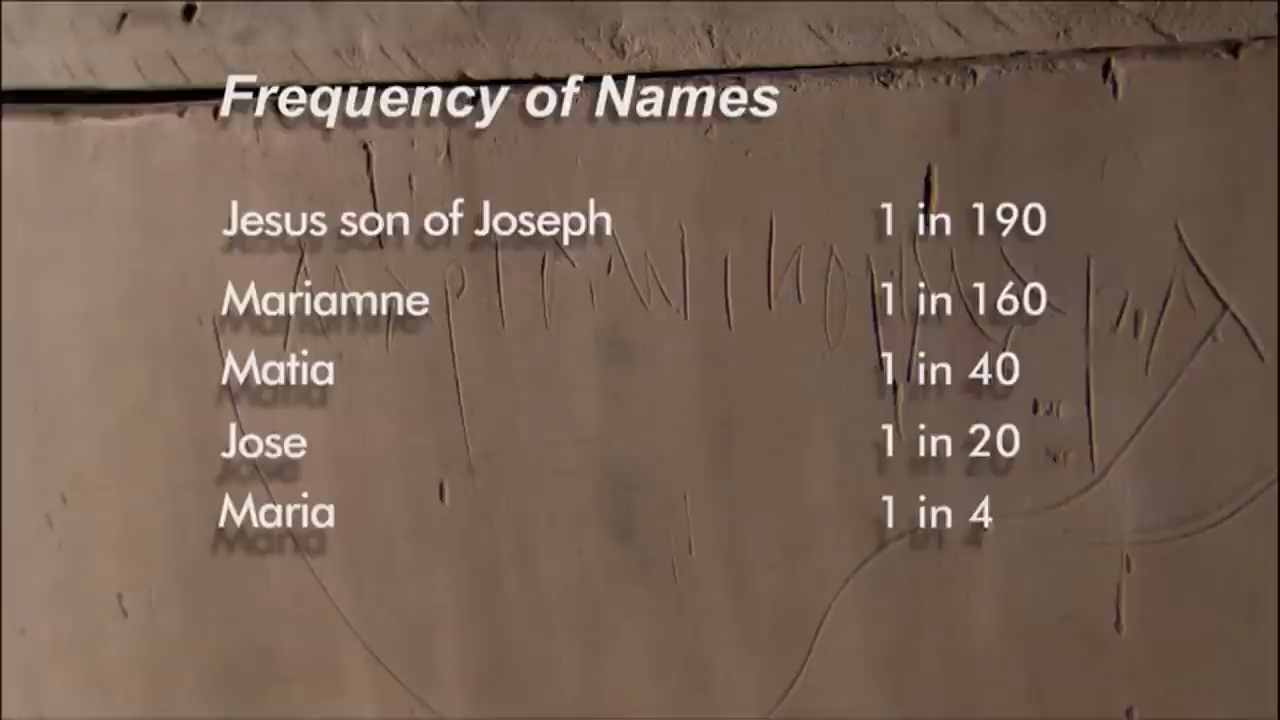 Frequency of Names
Jesus son of Joseph 1 in 190
Mariamne 1 in 160
Matia 1 in 40
Jose 1 in 20
Maria 1 in 4